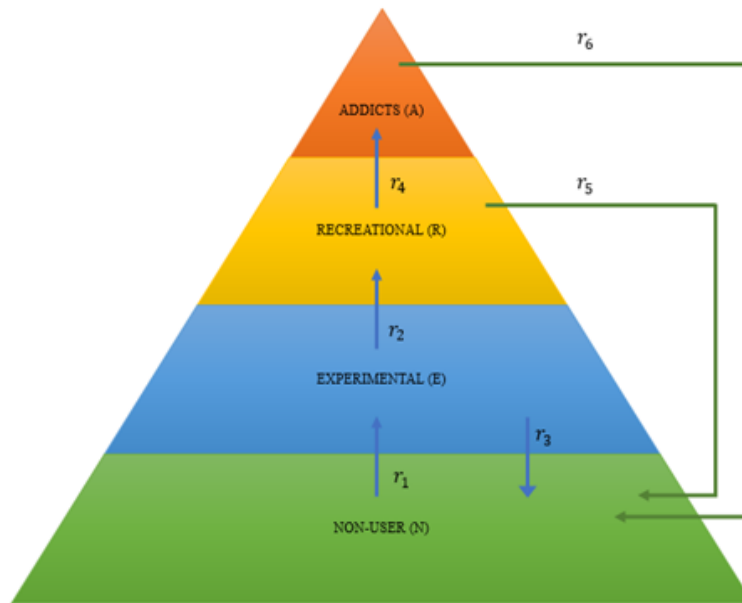 r₆
ADDICTS (A)
r₄
r₅
RECREATIONAL (R)
r₂
EXPERIMENTAL (E)
r₃
r₁
NON-USER (N)